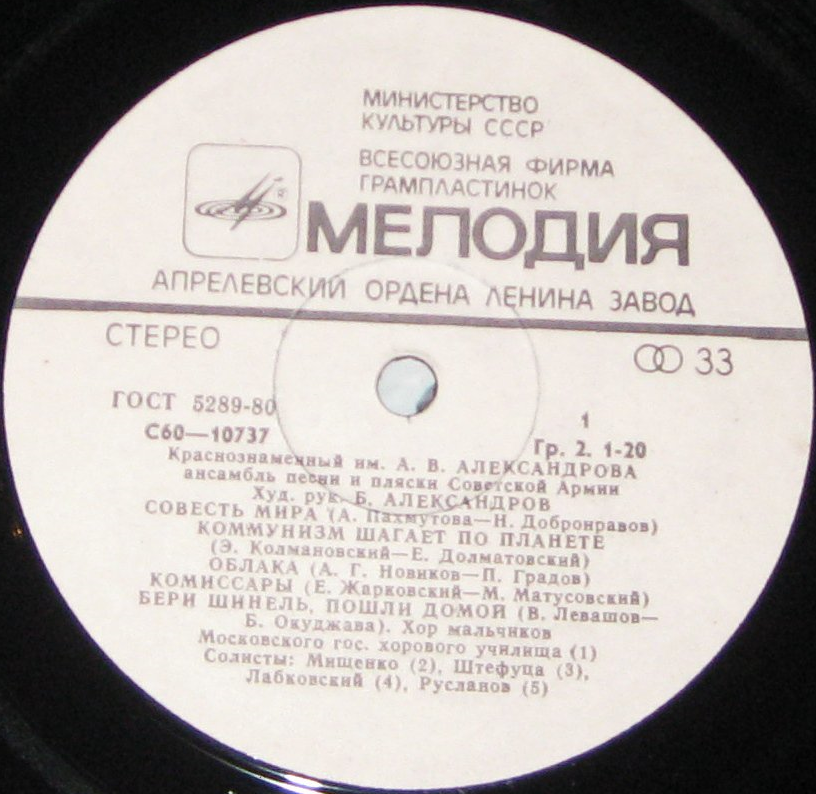 МИНИСТЕРСТВО
КУЛЬТУРЫ СССР
ВСЕСОЮЗНАЯ ФИРМА
ГРАМПЛАСТИНОК
МЕЛОДИЯ
®
АПРЕЛЕВСКИЙ ОРДЕНА ЛЕНИНА ЗАВОД
СТЕРЕО
33
ГОСТ 5289-80
1
С60—10737
Гр. 2. 1-20
Краснознаменный им. А. В. АЛЕКСАНДРОВА
ансамбль песни и пляски Советской Армии
Худ. рук. Б. АЛЕКСАНДРОВ
СОВЕСТЬ МИРА (А. Пахмутова—Н. Добронравов)
КОММУНИЗМ ШАГАЕТ ПО ПЛАНЕТЕ
(Э. Колмановский—Е. Долматовский)
ОБЛАКА (А. Г. Новиков—П. Градов)
КОМИССАРЫ (Е. Жарковский—М. Матусовский)
БЕРИ ШИНЕЛЬ, ПОШЛИ ДОМОЙ (В. Левашов—
Б. Окуджава). Хор мальчиков
Московского гос. хорового училища (1)
Солисты: Мищенко (2), Штефуца (3),
Лабковский (4), Русланов (5)